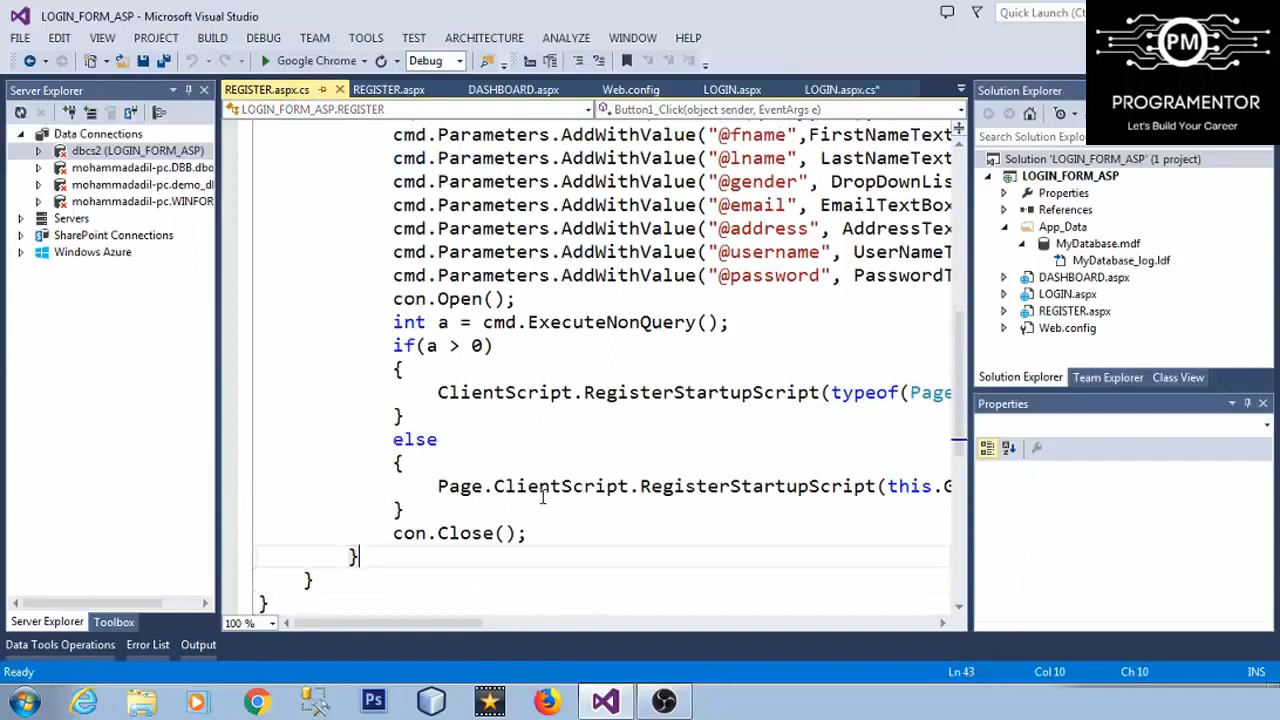 LOGIN_FORM_ASP - Microsoft Visual Studio
Quick Launch (Ct
FILE EDIT VIEW PROJECT BUILD DEBUG TEAM TOOLS TEST ARCHITECTURE ANALYZE WINDOW HELP
Google Chrome Debug
PM
PROGRAMENTOR
Let's Build Your Career
Server Explorer
Data Connections
dbcs2 (LOGIN_FORM_ASP)
mohammadadil-pc.DBB.dbo
mohammadadil-pc.demo_d
mohammadadil-pc.WINFOR
Servers
SharePoint Connections
Windows Azure
Server Explorer Toolbox
REGISTER.aspx.cs REGISTER.aspx DASHBOARD.aspx Web.config LOGIN.aspx LOGIN.aspx.cs*
LOGIN_FORM_ASP.REGISTER Button1_Click(object sender, EventArgs e)
cmd.Parameters.AddWithValue("@fname",FirstNameText
cmd.Parameters.AddWithValue("@lname", LastNameText
cmd.Parameters.AddWithValue("@gender", DropDownLis
cmd.Parameters.AddWithValue("@email", EmailTextBox
cmd.Parameters.AddWithValue("@address", AddressTex
cmd.Parameters.AddWithValue("@username", UserNameT
cmd.Parameters.AddWithValue("@password", PasswordT
con.Open();
int a = cmd.ExecuteNonQuery();
if(a > 0)
{
ClientScript.RegisterStartupScript(typeof(Page
}
else
{
Page.ClientScript.RegisterStartupScript(this.G
}
con.Close();
}
}
}
100 %
Solution Explorer
Search Solution Explorer
Solution 'LOGIN_FORM_ASP' (1 project)
LOGIN_FORM_ASP
Properties
References
App_Data
MyDatabase.mdf
MyDatabase_log.ldf
DASHBOARD.aspx
LOGIN.aspx
REGISTER.aspx
Web.config
Solution Explorer Team Explorer Class View
Properties
Data Tools Operations Error List Output
Ready Ln 43 Col 10 Ch 10 INS
Ps